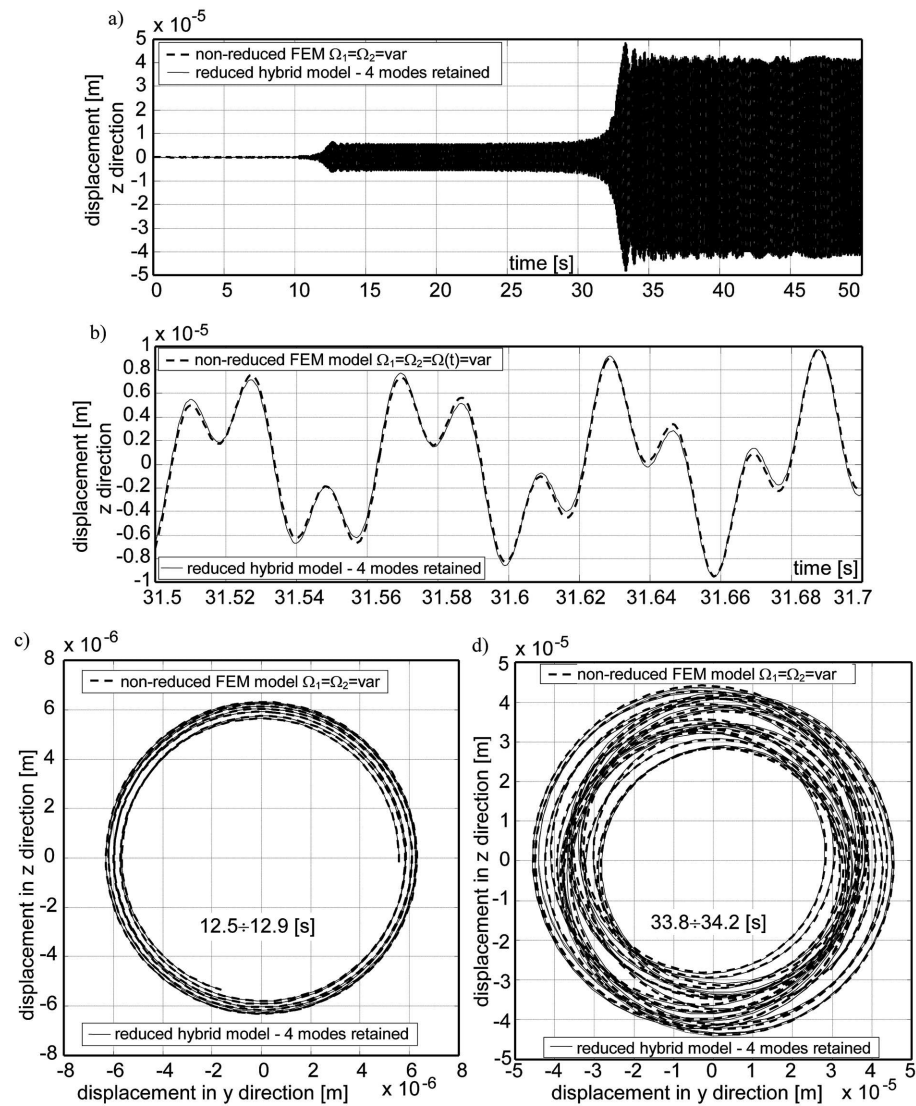 a)
x 10-5
5
4
3
2
1
0
-1
-2
-3
-4
-5
displacement [m]
z direction
non-reduced FEM Ω1=Ω2=var
reduced hybrid model - 4 modes retained
time [s]
0 5 10 15 20 25 30 35 40 45 50
b)
x 10-5
1
0.8
0.6
0.4
0.2
0
-0.2
-0.4
-0.6
-0.8
-1
displacement [m]
z direction
non-reduced FEM model Ω1=Ω2=Ω(t)=var
reduced hybrid model - 4 modes retained
time [s]
31.5 31.52 31.54 31.56 31.58 31.6 31.62 31.64 31.66 31.68 31.7
c)
x 10-6
8
6
4
2
0
-2
-4
-6
-8
displacement in z direction [m]
non-reduced FEM model Ω1=Ω2=var
12.5÷12.9 [s]
reduced hybrid model - 4 modes retained
-8 -6 -4 -2 0 2 4 6 8
displacement in y direction [m] x 10-6
d)
x 10-5
5
4
3
2
1
0
-1
-2
-3
-4
-5
displacement in z direction [m]
non-reduced FEM model Ω1=Ω2=var
33.8÷34.2 [s]
reduced hybrid model - 4 modes retained
-5 -4 -3 -2 -1 0 1 2 3 4 5
displacement in y direction [m] x 10-5